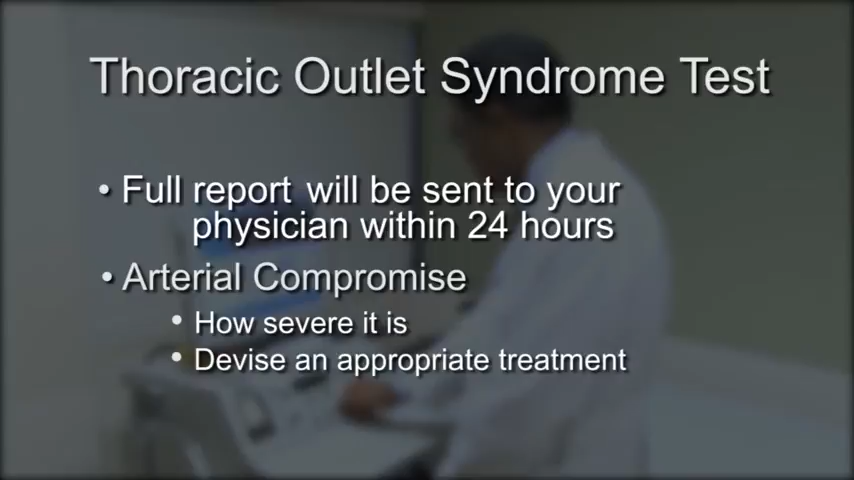 Thoracic Outlet Syndrome Test
• Full report will be sent to your
physician within 24 hours
• Arterial Compromise
• How severe it is
• Devise an appropriate treatment